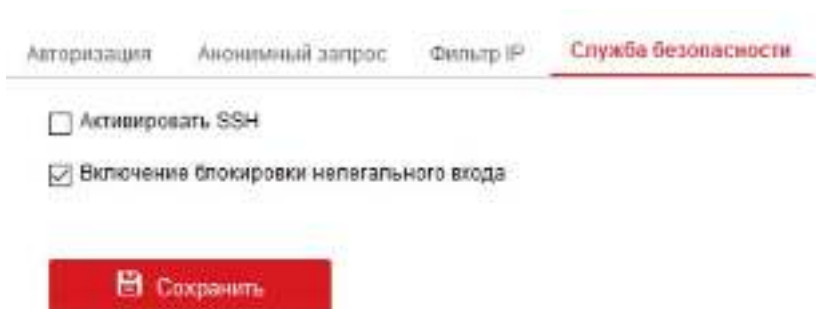 Авторизация Анонимный запрос Фильтр IP Служба безопасности
Активировать SSH
Включение блокировки нелегального входа
Сохранить